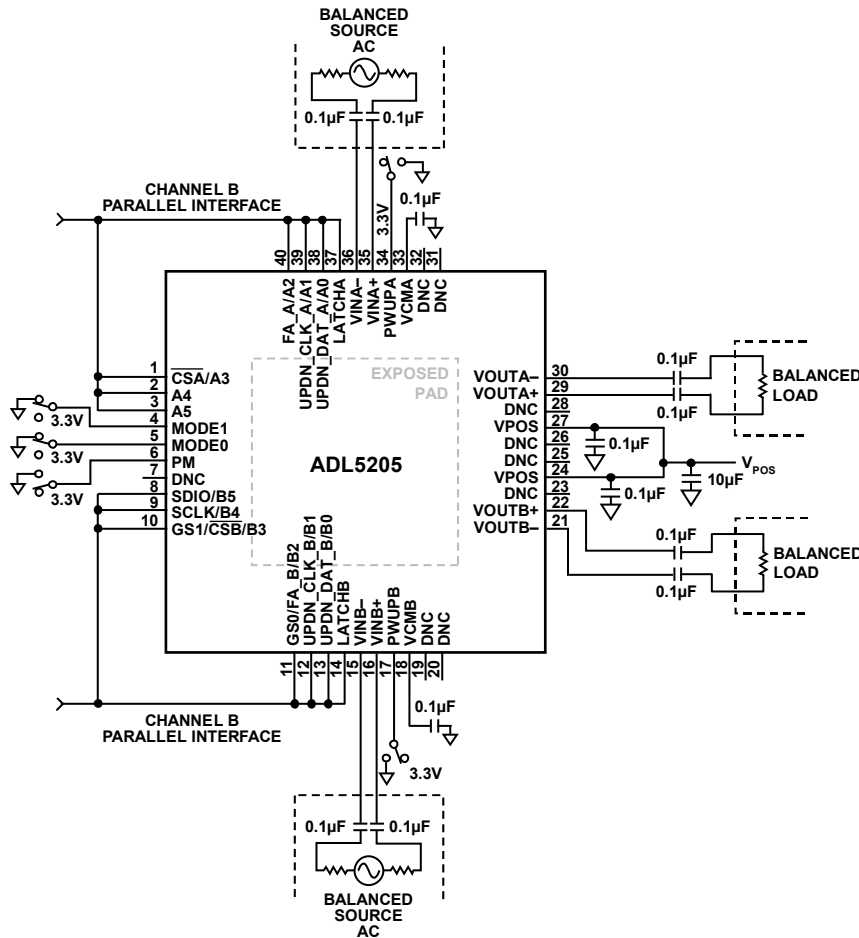 BALANCED
SOURCE
AC
0.1µF
0.1µF
CHANNEL B
PARALLEL INTERFACE
3.3V
0.1µF
40
39
38
37
36
35
34
33
32
31
FA_A/A2
UPDN_CLK_A/A1
UPDN_DAT_A/A0
LATCHA
VINA–
VINA+
PWUPA
VCMA
DNC
DNC
1
CSA/A3
2
A4
3
A5
4
MODE1
5
MODE0
6
PM
7
DNC
8
SDIO/B5
9
SCLK/B4
10
GS1/CSB/B3
3.3V
3.3V
3.3V
EXPOSED
PAD
ADL5205
VOUTA–
30
VOUTA+
29
DNC
28
VPOS
27
DNC
26
DNC
25
VPOS
24
DNC
23
VOUTB+
22
VOUTB–
21
0.1µF
0.1µF
BALANCED
LOAD
0.1µF
0.1µF
10µF
VPOS
0.1µF
0.1µF
BALANCED
LOAD
GS0/FA_B/B2
UPDN_CLK_B/B1
UPDN_DAT_B/B0
LATCHB
VINB–
VINB+
PWUPB
VCMB
DNC
DNC
11
12
13
14
15
16
17
18
19
20
CHANNEL B
PARALLEL INTERFACE
0.1µF
3.3V
0.1µF
0.1µF
BALANCED
SOURCE
AC